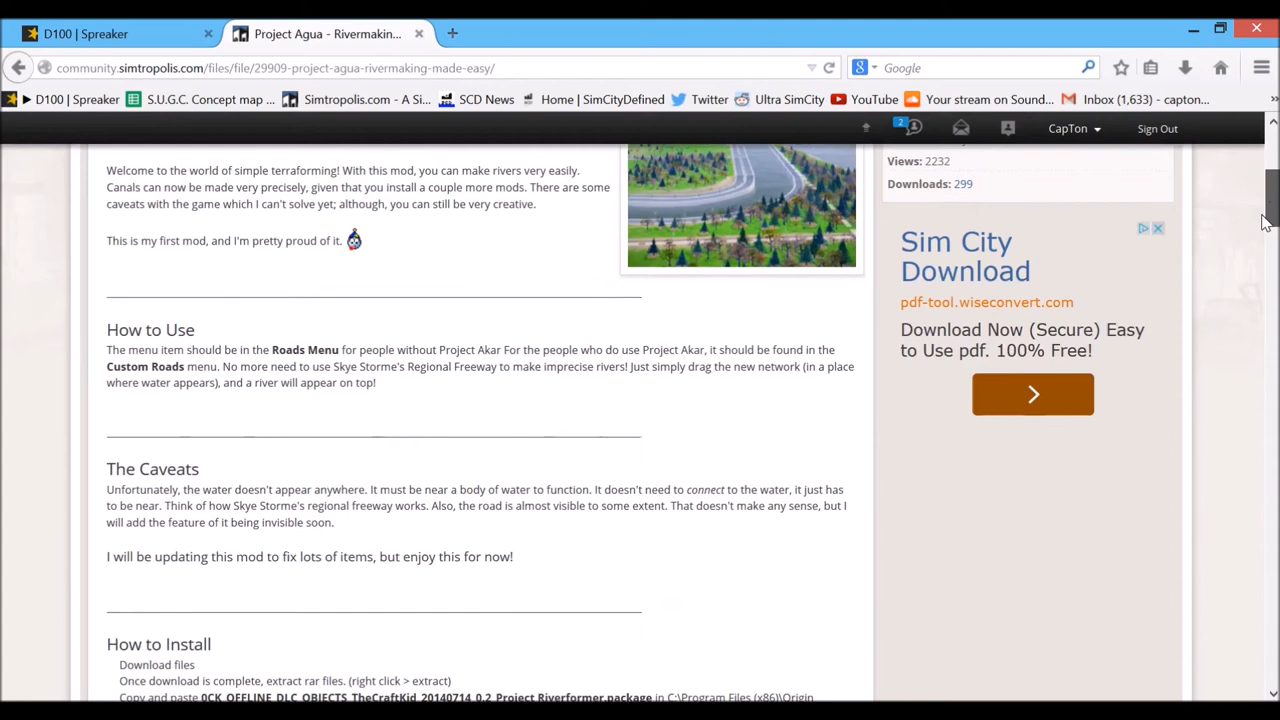 D100 | Spreaker
Project Agua - Rivermakin...
community.simtropolis.com/files/file/29909-project-agua-rivermaking-made-easy/
Google
D100 | Spreaker
S.U.G.C. Concept map ...
Simtropolis.com - A Si...
SCD News
Home | SimCityDefined
Twitter
Ultra SimCity
YouTube
Your stream on Sound...
Inbox (1,633) - capton...
2
CapTon
Sign Out
Welcome to the world of simple terraforming! With this mod, you can make rivers very easily.
Canals can now be made very precisely, given that you install a couple more mods. There are some
caveats with the game which I can't solve yet; although, you can still be very creative.
This is my first mod, and I'm pretty proud of it.
How to Use
The menu item should be in the Roads Menu for people without Project Akar For the people who do use Project Akar, it should be found in the
Custom Roads menu. No more need to use Skye Storme's Regional Freeway to make imprecise rivers! Just simply drag the new network (in a place
where water appears), and a river will appear on top!
The Caveats
Unfortunately, the water doesn't appear anywhere. It must be near a body of water to function. It doesn't need to connect to the water, it just has
to be near. Think of how Skye Storme's regional freeway works. Also, the road is almost visible to some extent. That doesn't make any sense, but I
will add the feature of it being invisible soon.
I will be updating this mod to fix lots of items, but enjoy this for now!
How to Install
Download files
Once download is complete, extract rar files. (right click > extract)
Copy and paste 0CK_OFFLINE_DLC_OBJECTS_TheCraftKid_20140714_0.2_Project Riverformer.package in C:\Program Files (x86)\Origin
Views: 2232
Downloads: 299
Sim City
Download
pdf-tool.wiseconvert.com
Download Now (Secure) Easy
to Use pdf. 100% Free!